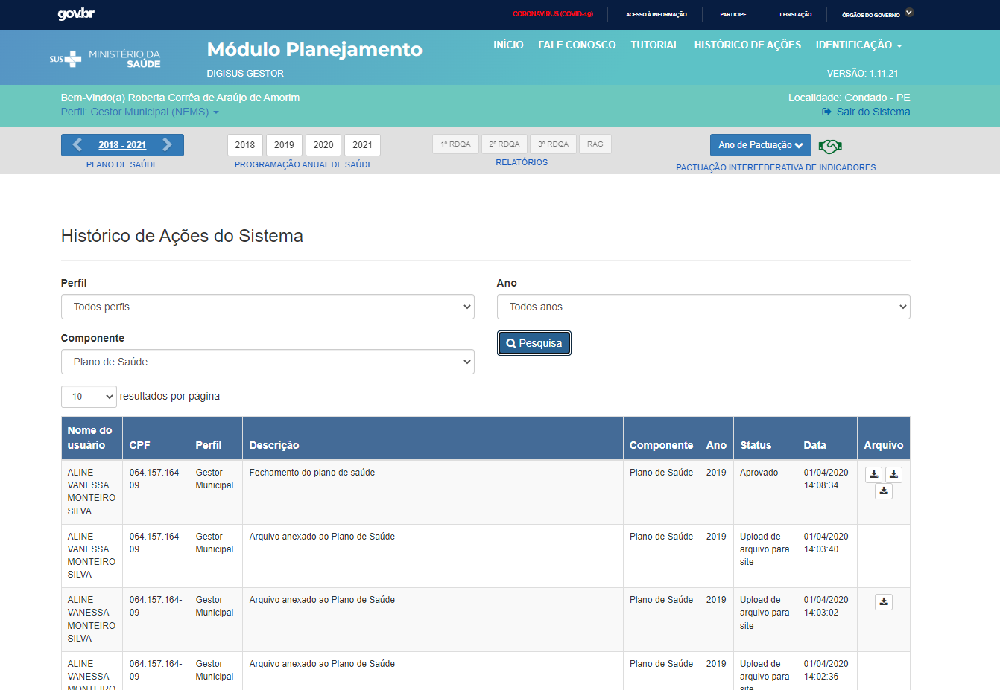 gov.br
CORONAVÍRUS (COVID-19)
ACESSO À INFORMAÇÃO
PARTICIPE
LEGISLAÇÃO
ÓRGÃOS DO GOVERNO
SUS
MINISTÉRIO DA
SAÚDE
Módulo Planejamento
DIGISUS GESTOR
INÍCIO
FALE CONOSCO
TUTORIAL
HISTÓRICO DE AÇÕES
IDENTIFICAÇÃO
VERSÃO: 1.11.21
Bem-Vindo(a) Roberta Corrêa de Araújo de Amorim
Perfil: Gestor Municipal (NEMS)
Localidade: Condado - PE
Sair do Sistema
2018 - 2021
PLANO DE SAÚDE
2018 2019 2020 2021
PROGRAMAÇÃO ANUAL DE SAÚDE
1º RDQA 2º RDQA 3º RDQA RAG
RELATÓRIOS
Ano de Pactuação
PACTUAÇÃO INTERFEDERATIVA DE INDICADORES
Histórico de Ações do Sistema
Perfil
Todos perfis
Ano
Todos anos
Componente
Plano de Saúde
Pesquisa
10 resultados por página
Nome do
usuário
CPF
Perfil
Descrição
Componente
Ano
Status
Data
Arquivo
ALINE
VANESSA
MONTEIRO
SILVA
064.157.164-
09
Gestor
Municipal
Fechamento do plano de saúde
Plano de Saúde
2019
Aprovado
01/04/2020
14:08:34
ALINE
VANESSA
MONTEIRO
SILVA
064.157.164-
09
Gestor
Municipal
Arquivo anexado ao Plano de Saúde
Plano de Saúde
2019
Upload de
arquivo para
site
01/04/2020
14:03:40
ALINE
VANESSA
MONTEIRO
SILVA
064.157.164-
09
Gestor
Municipal
Arquivo anexado ao Plano de Saúde
Plano de Saúde
2019
Upload de
arquivo para
site
01/04/2020
14:03:02
ALINE
VANESSA
MONTEIRO
064.157.164-
09
Gestor
Municipal
Arquivo anexado ao Plano de Saúde
Plano de Saúde
2019
Upload de
arquivo para
site
01/04/2020
14:02:36